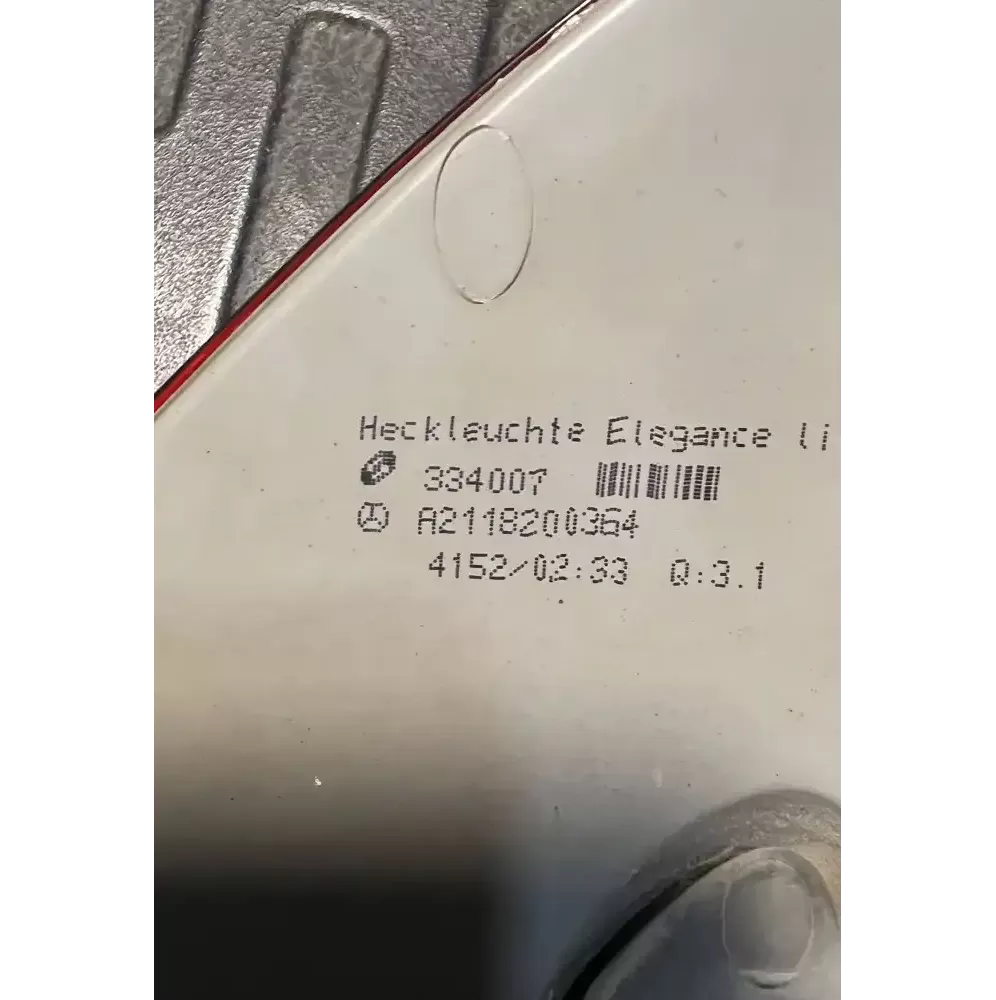 Heckleuchte Elegance li
334007
A2118200364
4152/02:33 Q:3.1